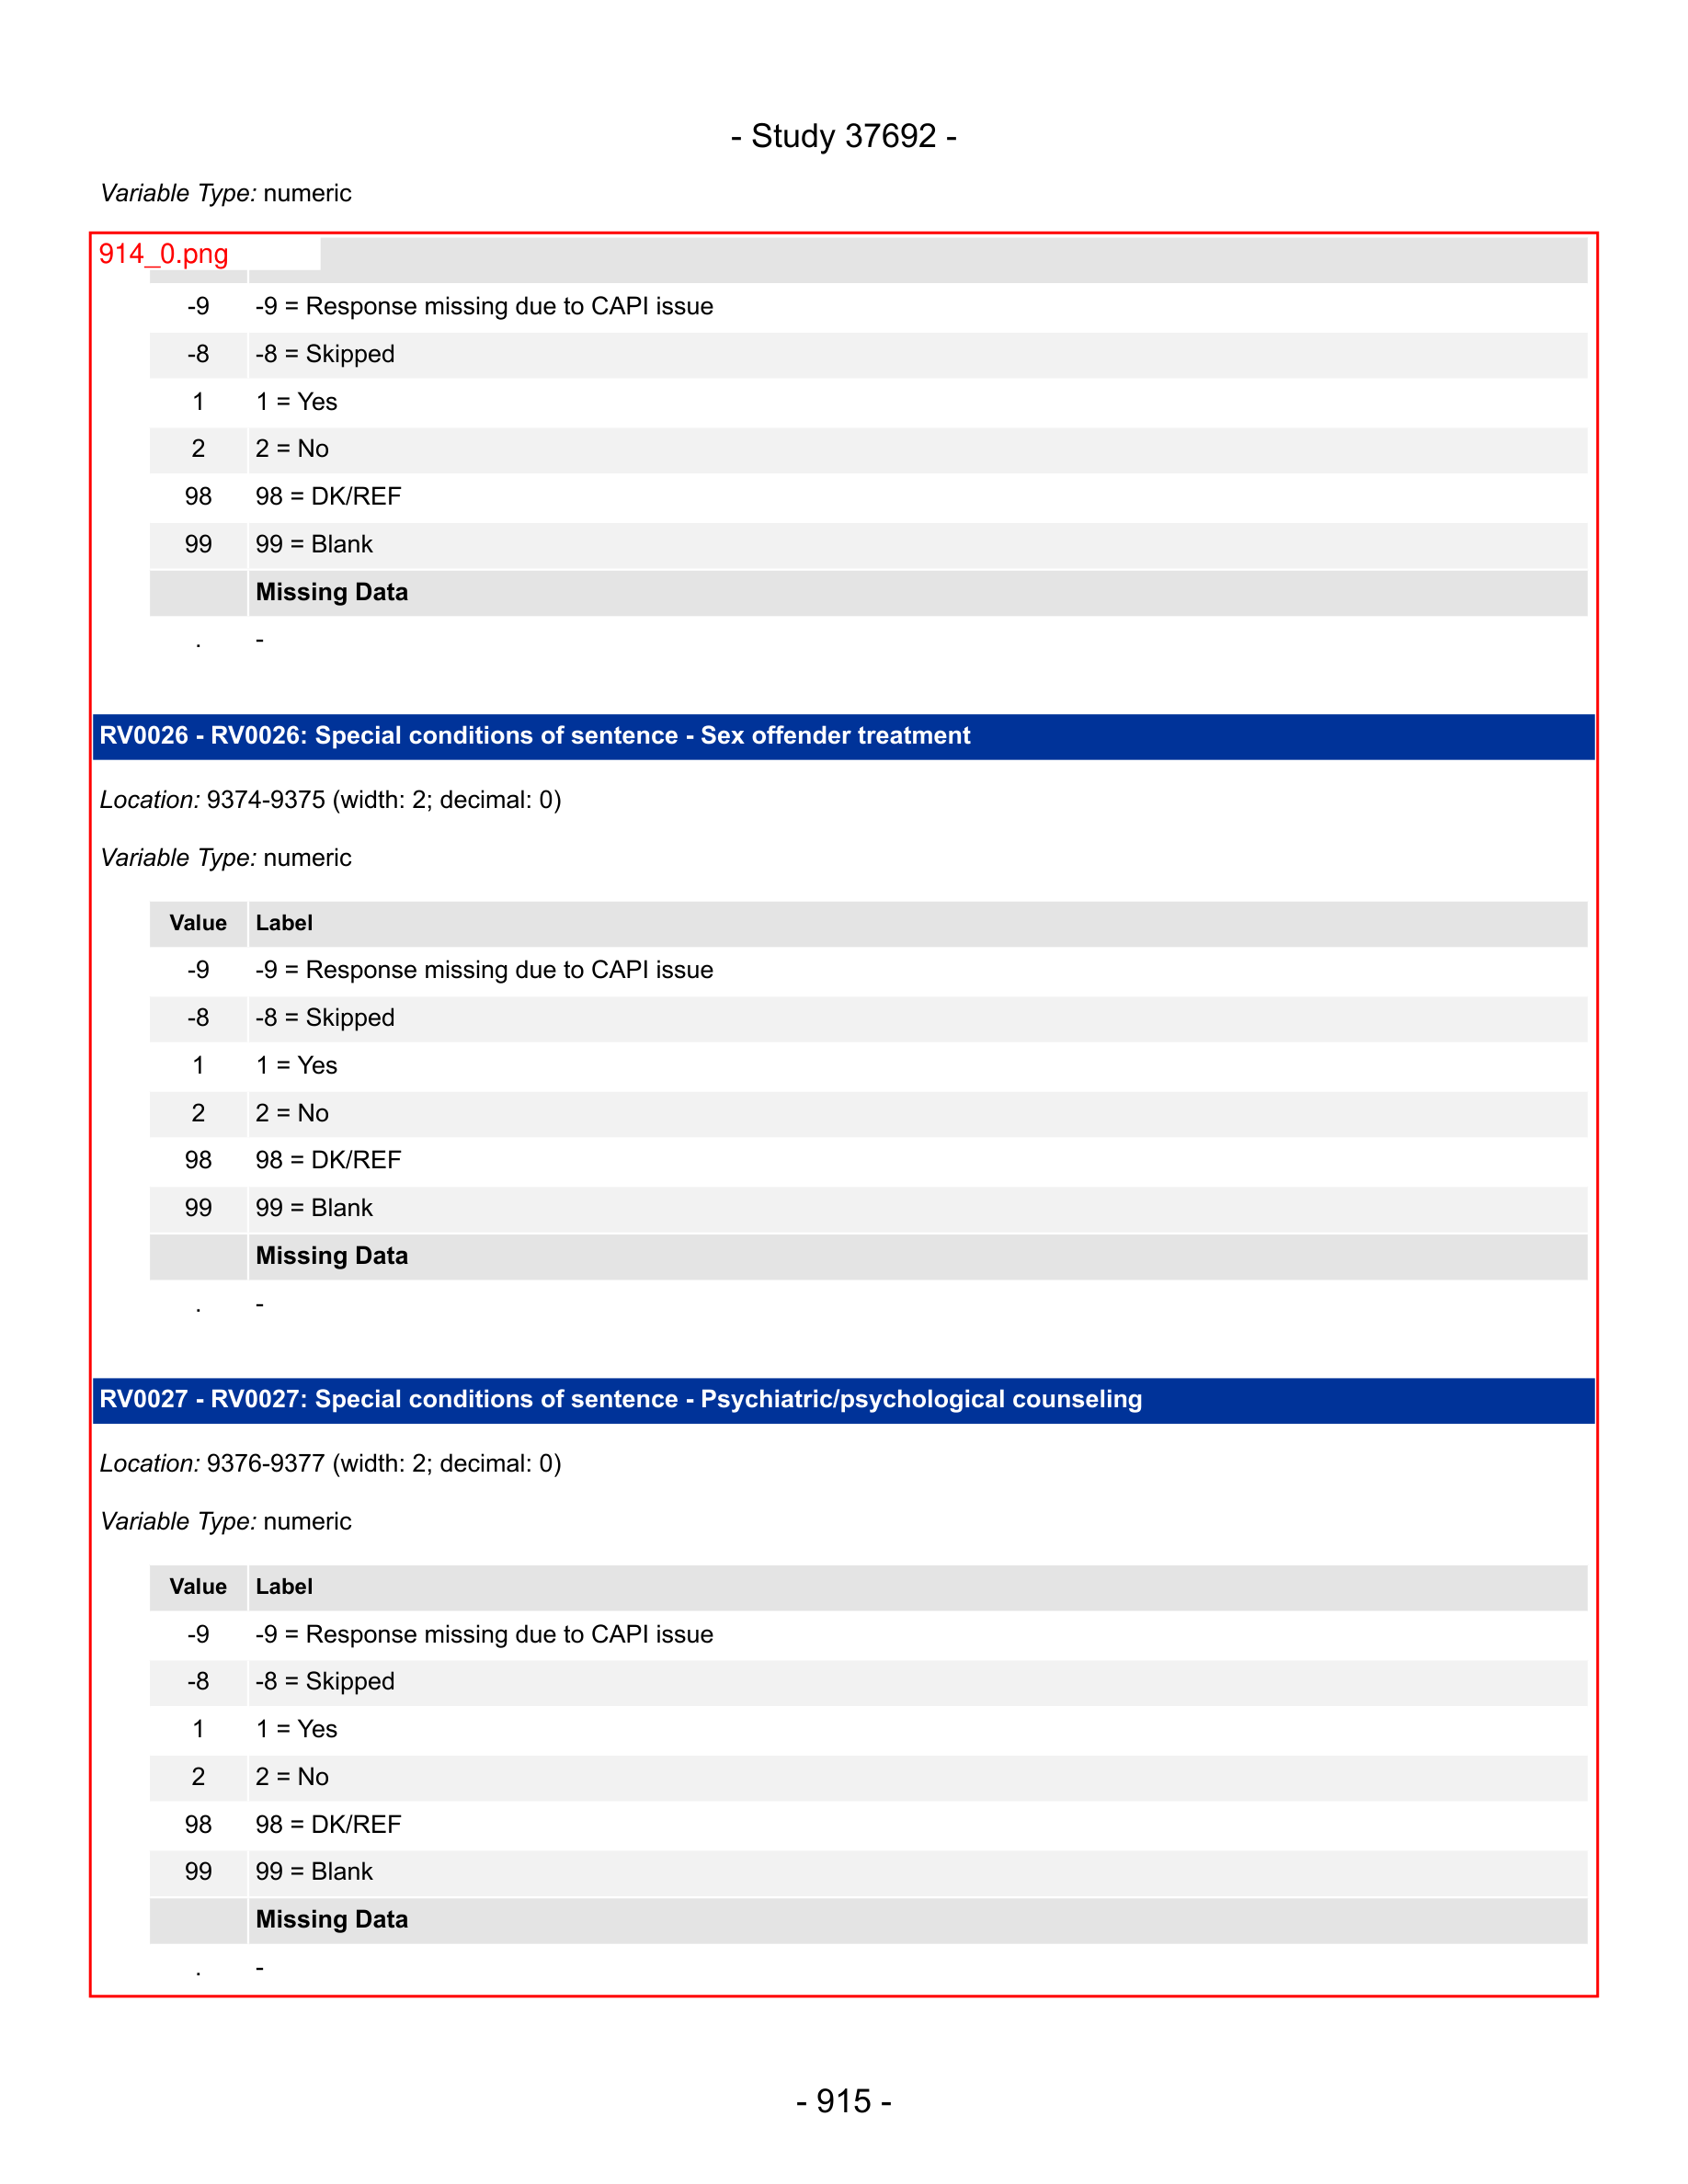 - Study 37692 -
Variable Type: numeric
914_0.png
-9 -9 = Response missing due to CAPI issue
-8 -8 = Skipped
1 1 = Yes
2 2 = No
98 98 = DK/REF
99 99 = Blank
Missing Data
. -
RV0026 - RV0026: Special conditions of sentence - Sex offender treatment
Location: 9374-9375 (width: 2; decimal: 0)
Variable Type: numeric
Value Label
-9 -9 = Response missing due to CAPI issue
-8 -8 = Skipped
1 1 = Yes
2 2 = No
98 98 = DK/REF
99 99 = Blank
Missing Data
. -
RV0027 - RV0027: Special conditions of sentence - Psychiatric/psychological counseling
Location: 9376-9377 (width: 2; decimal: 0)
Variable Type: numeric
Value Label
-9 -9 = Response missing due to CAPI issue
-8 -8 = Skipped
1 1 = Yes
2 2 = No
98 98 = DK/REF
99 99 = Blank
Missing Data
. -
- 915 -